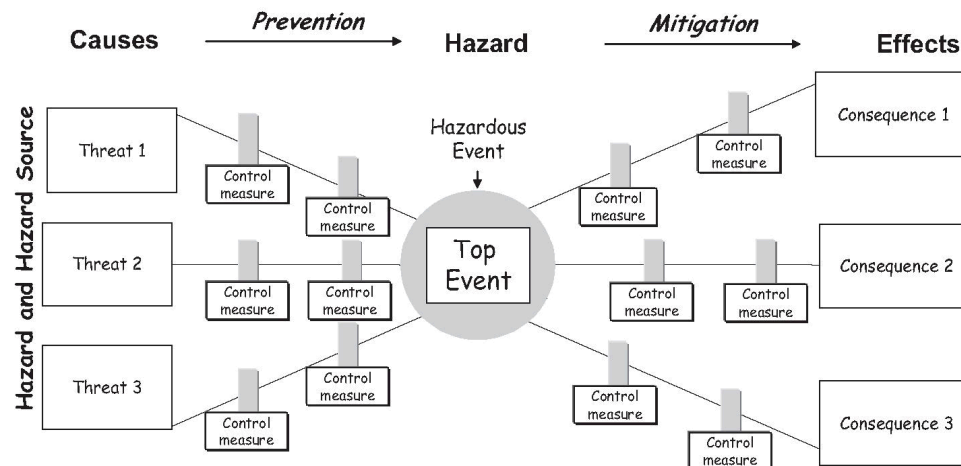 Causes
Prevention
Hazard
Mitigation
Effects
Hazard and Hazard Source
Threat 1
Control
measure
Control
measure
Hazardous
Event
Control
measure
Control
measure
Consequence 1
Threat 2
Control
measure
Control
measure
Top
Event
Control
measure
Control
measure
Consequence 2
Threat 3
Control
measure
Control
measure
Control
measure
Control
measure
Consequence 3